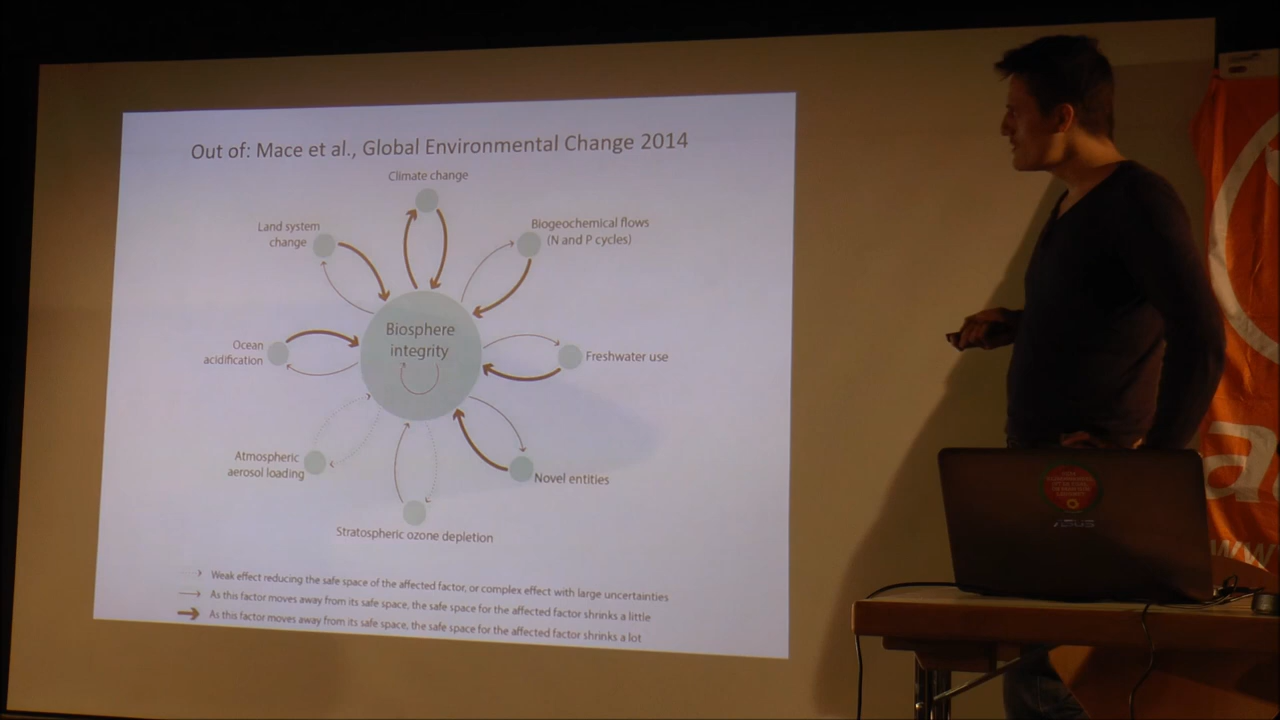 Out of: Mace et al., Global Environmental Change 2014
Climate change
Land system
change
Biogeochemical flows
(N and P cycles)
Biosphere
integrity
Ocean
acidification
Freshwater use
Atmospheric
aerosol loading
Novel entities
Stratospheric ozone depletion
Weak effect reducing the safe space of the affected factor, or complex effect with large uncertainties
As this factor moves away from its safe space, the safe space for the affected factor shrinks a little
As this factor moves away from its safe space, the safe space for the affected factor shrinks a lot
ASUS
www